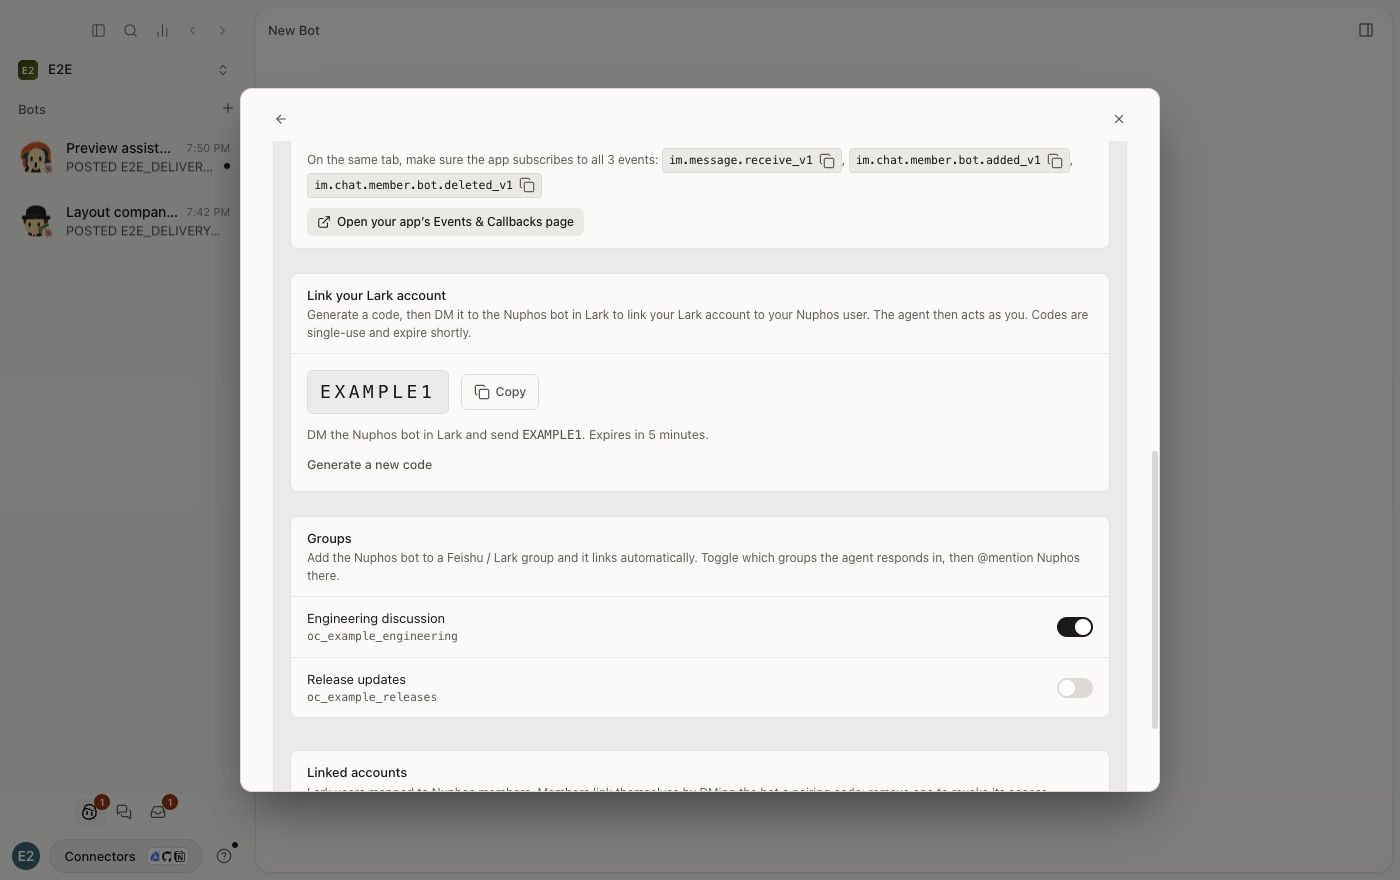 New Bot
E2 E2E
Bots
Preview assist... 7:50 PM
POSTED E2E_DELIVER...
Layout compan... 7:42 PM
POSTED E2E_DELIVERY...
1
1
E2 Connectors
On the same tab, make sure the app subscribes to all 3 events: im.message.receive_v1, im.chat.member.bot.added_v1,
im.chat.member.bot.deleted_v1
Open your app's Events & Callbacks page
Link your Lark account
Generate a code, then DM it to the Nuphos bot in Lark to link your Lark account to your Nuphos user. The agent then acts as you. Codes are
single-use and expire shortly.
EXAMPLE1 Copy
DM the Nuphos bot in Lark and send EXAMPLE1. Expires in 5 minutes.
Generate a new code
Groups
Add the Nuphos bot to a Feishu / Lark group and it links automatically. Toggle which groups the agent responds in, then @mention Nuphos
there.
Engineering discussion
oc_example_engineering
Release updates
oc_example_releases
Linked accounts